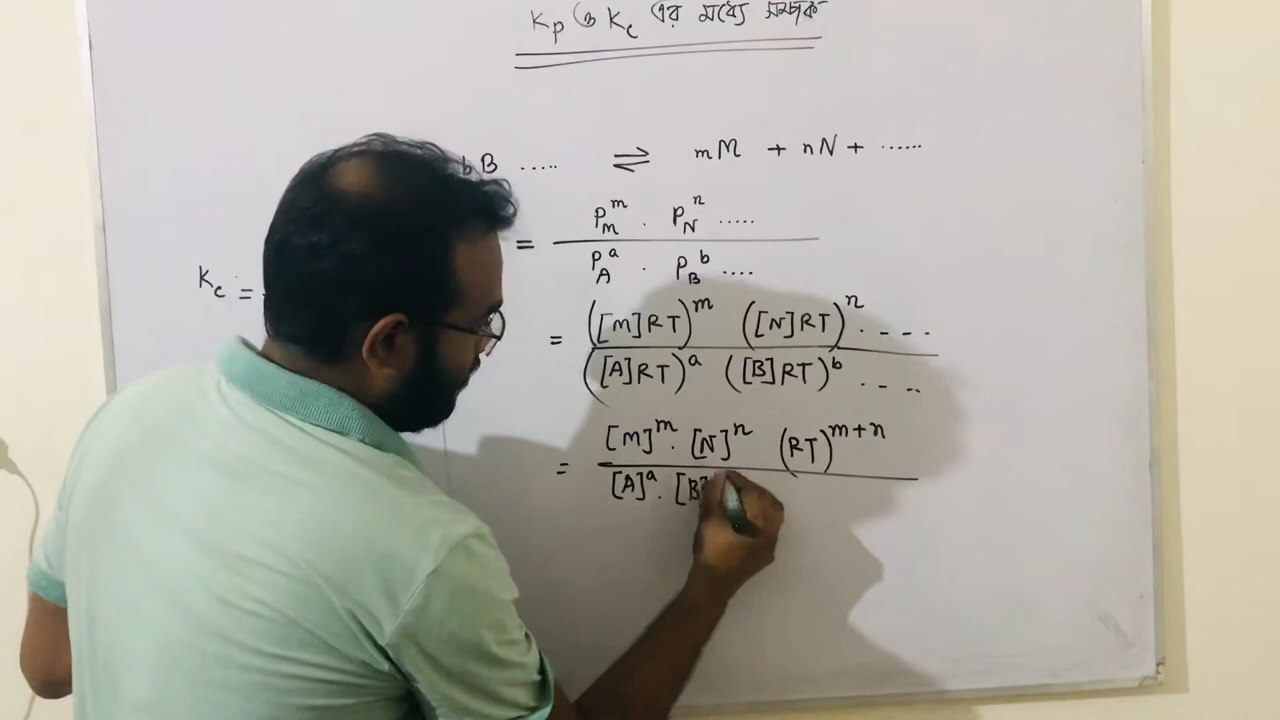 Kp ও Kc এর মধ্যে সম্পর্ক
bB ..... ⇌ mM + nN + ......
= P_M^m . P_N^n ..... / P_A^a . P_B^b ....
Kc =
= ([M]RT)^m ([N]RT)^n . - - - / ([A]RT)^a ([B]RT)^b . - - -
= [M]^m . [N]^n (RT)^m+n / [A]^a . [B]